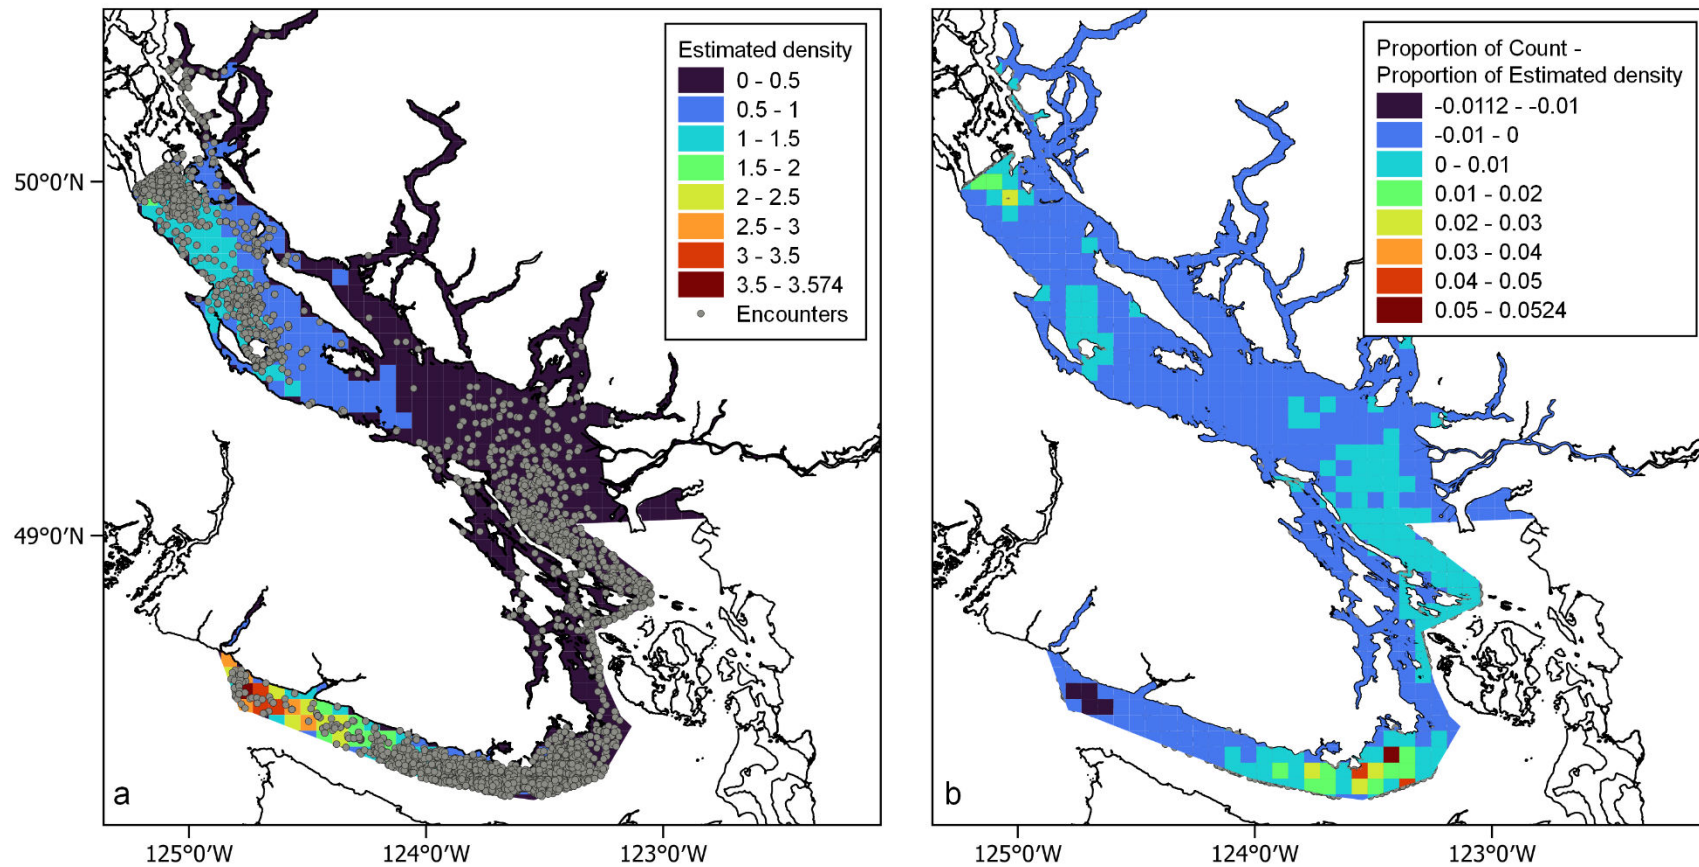 Estimated density
0 - 0.5
0.5 - 1
1 - 1.5
1.5 - 2
2 - 2.5
2.5 - 3
3 - 3.5
3.5 - 3.574
Encounters
50°0′N
49°0′N
a
125°0′W
124°0′W
123°0′W
Proportion of Count -
Proportion of Estimated density
-0.0112 - -0.01
-0.01 - 0
0 - 0.01
0.01 - 0.02
0.02 - 0.03
0.03 - 0.04
0.04 - 0.05
0.05 - 0.0524
b
125°0′W
124°0′W
123°0′W